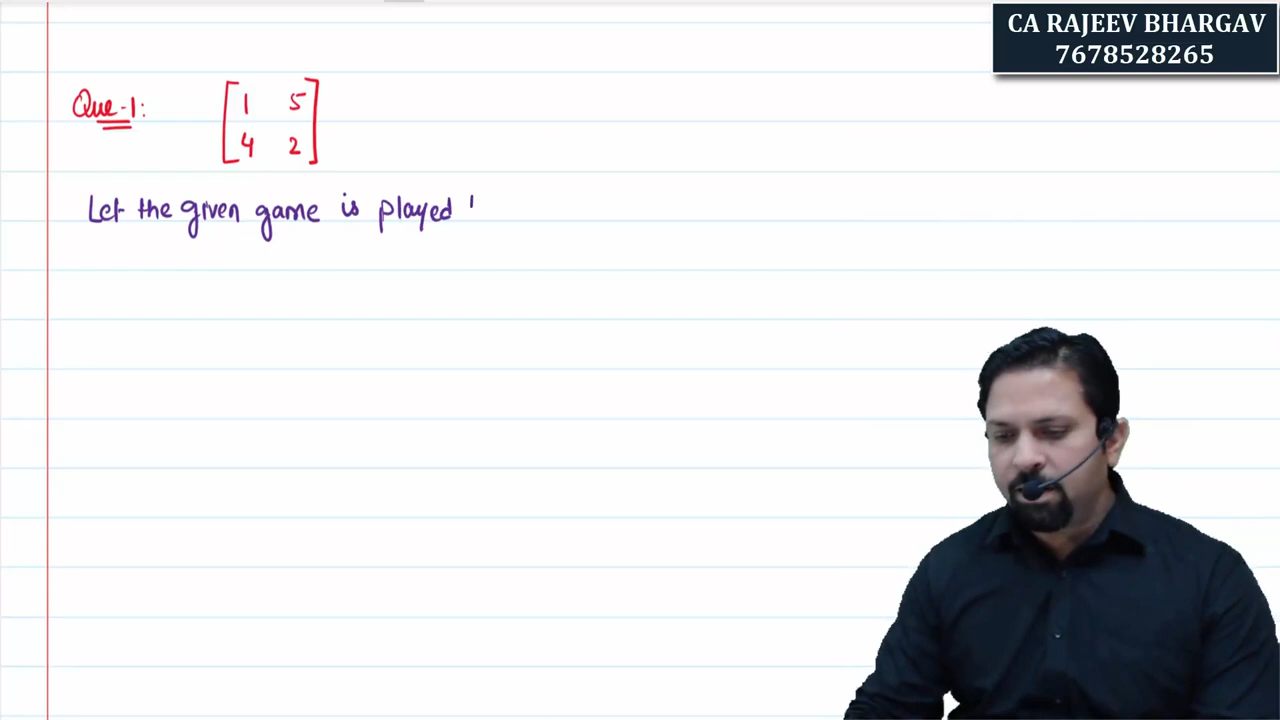 CA RAJEEV BHARGAV
7678528265
Que-1:
1 5
4 2
Let the given game is played